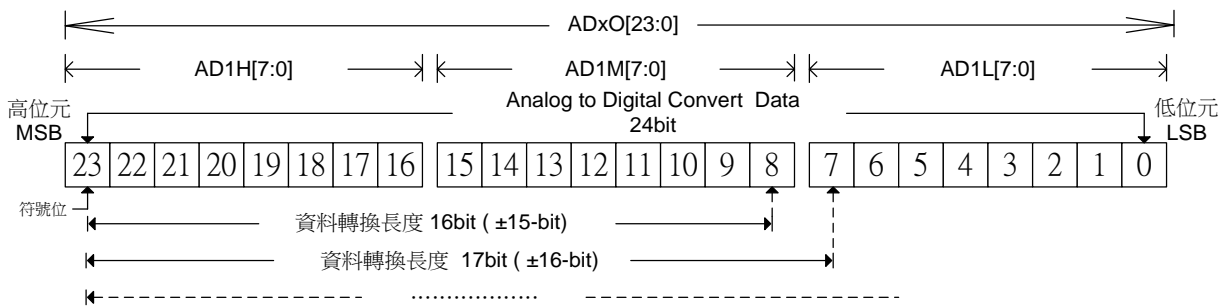 ADxO[23:0]
AD1H[7:0] AD1M[7:0] AD1L[7:0]
高位元 MSB
Analog to Digital Convert Data
24bit
低位元 LSB
23 22 21 20 19 18 17 16 15 14 13 12 11 10 9 8 7 6 5 4 3 2 1 0
符號位
資料轉換長度 16bit ( ±15-bit)
資料轉換長度 17bit ( ±16-bit)
..................